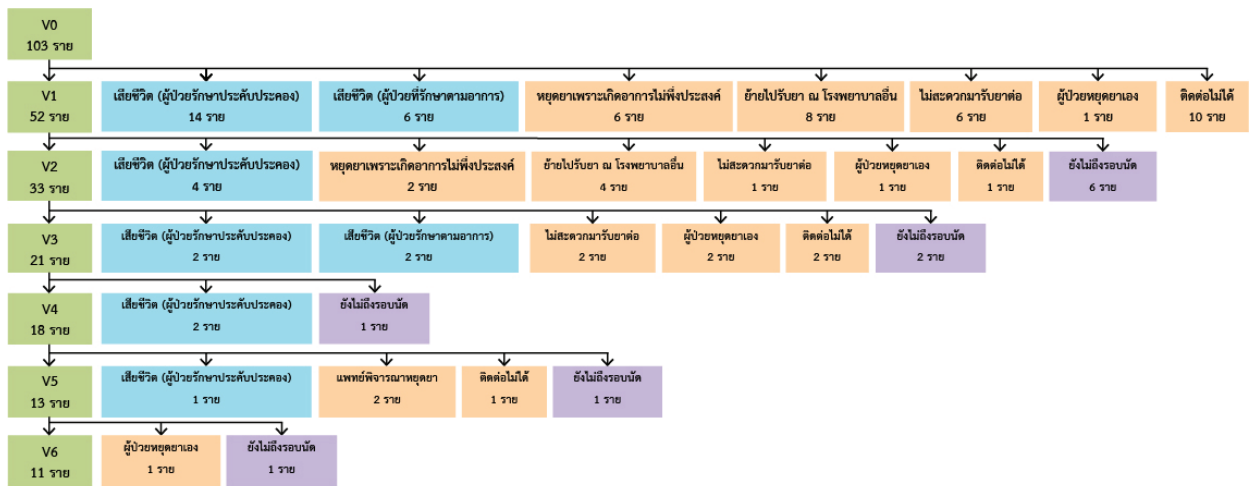 V0
103 ราย
V1
52 ราย
เสียชีวิต (ผู้ป่วยรักษาประคับประคอง)
14 ราย
เสียชีวิต (ผู้ป่วยที่รักษาตามอาการ)
6 ราย
หยุดยาเพราะเกิดอาการไม่พึงประสงค์
6 ราย
ย้ายไปรับยา ณ โรงพยาบาลอื่น
8 ราย
ไม่สะดวกมารับยาต่อ
6 ราย
ผู้ป่วยหยุดยาเอง
1 ราย
ติดต่อไม่ได้
10 ราย
V2
33 ราย
เสียชีวิต (ผู้ป่วยรักษาประคับประคอง)
4 ราย
หยุดยาเพราะเกิดอาการไม่พึงประสงค์
2 ราย
ย้ายไปรับยา ณ โรงพยาบาลอื่น
4 ราย
ไม่สะดวกมารับยาต่อ
1 ราย
ผู้ป่วยหยุดยาเอง
1 ราย
ติดต่อไม่ได้
1 ราย
ยังไม่ถึงรอบนัด
6 ราย
V3
21 ราย
เสียชีวิต (ผู้ป่วยรักษาประคับประคอง)
2 ราย
เสียชีวิต (ผู้ป่วยรักษาตามอาการ)
2 ราย
ไม่สะดวกมารับยาต่อ
2 ราย
ผู้ป่วยหยุดยาเอง
2 ราย
ติดต่อไม่ได้
2 ราย
ยังไม่ถึงรอบนัด
2 ราย
V4
18 ราย
เสียชีวิต (ผู้ป่วยรักษาประคับประคอง)
2 ราย
ยังไม่ถึงรอบนัด
1 ราย
V5
13 ราย
เสียชีวิต (ผู้ป่วยรักษาประคับประคอง)
1 ราย
แพทย์พิจารณาหยุดยา
2 ราย
ติดต่อไม่ได้
1 ราย
ยังไม่ถึงรอบนัด
1 ราย
V6
11 ราย
ผู้ป่วยหยุดยาเอง
1 ราย
ยังไม่ถึงรอบนัด
1 ราย